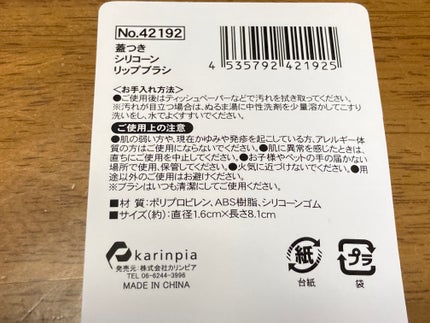 No.42192
蓋つき
シリコーン
リップブラシ
4 535792 421925
<お手入れ方法>
●ご使用後はティッシュペーパーなどで汚れを拭き取ってください。
※汚れが目立つ場合は、ぬるま湯に中性洗剤を少量溶かしてこすり
洗いをし、水でよくすすいでください。
ご使用上の注意
●肌の弱い方や、現在かゆみや発疹を起こしている方、アレルギー体
質の方はご使用にならないでください。●肌に異常を感じたときは、
直ちにご使用を中止してください。●お子様やペットの手の届かない
場所で使用、保管してください。●火気に近づけないでください。●用
途以外のご使用はお避けください。
※ブラシはいつも清潔にしてご使用ください。
■材 質:ポリプロピレン、ABS樹脂、シリコーンゴム
■サイズ(約):直径1.6cm×長さ8.1cm
karinpia
発売元:株式会社カリンピア
TEL 06-6244-3996
MADE IN CHINA
紙
台紙
プラ
袋